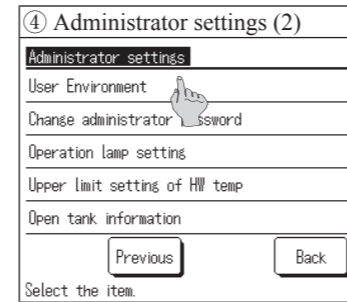 ④ Administrator settings (2)
Administrator settings
User Environment
Change administrator
Operation lamp setting
Upper limit setting of HW temp
Open tank information
Previous Back
Select the item.